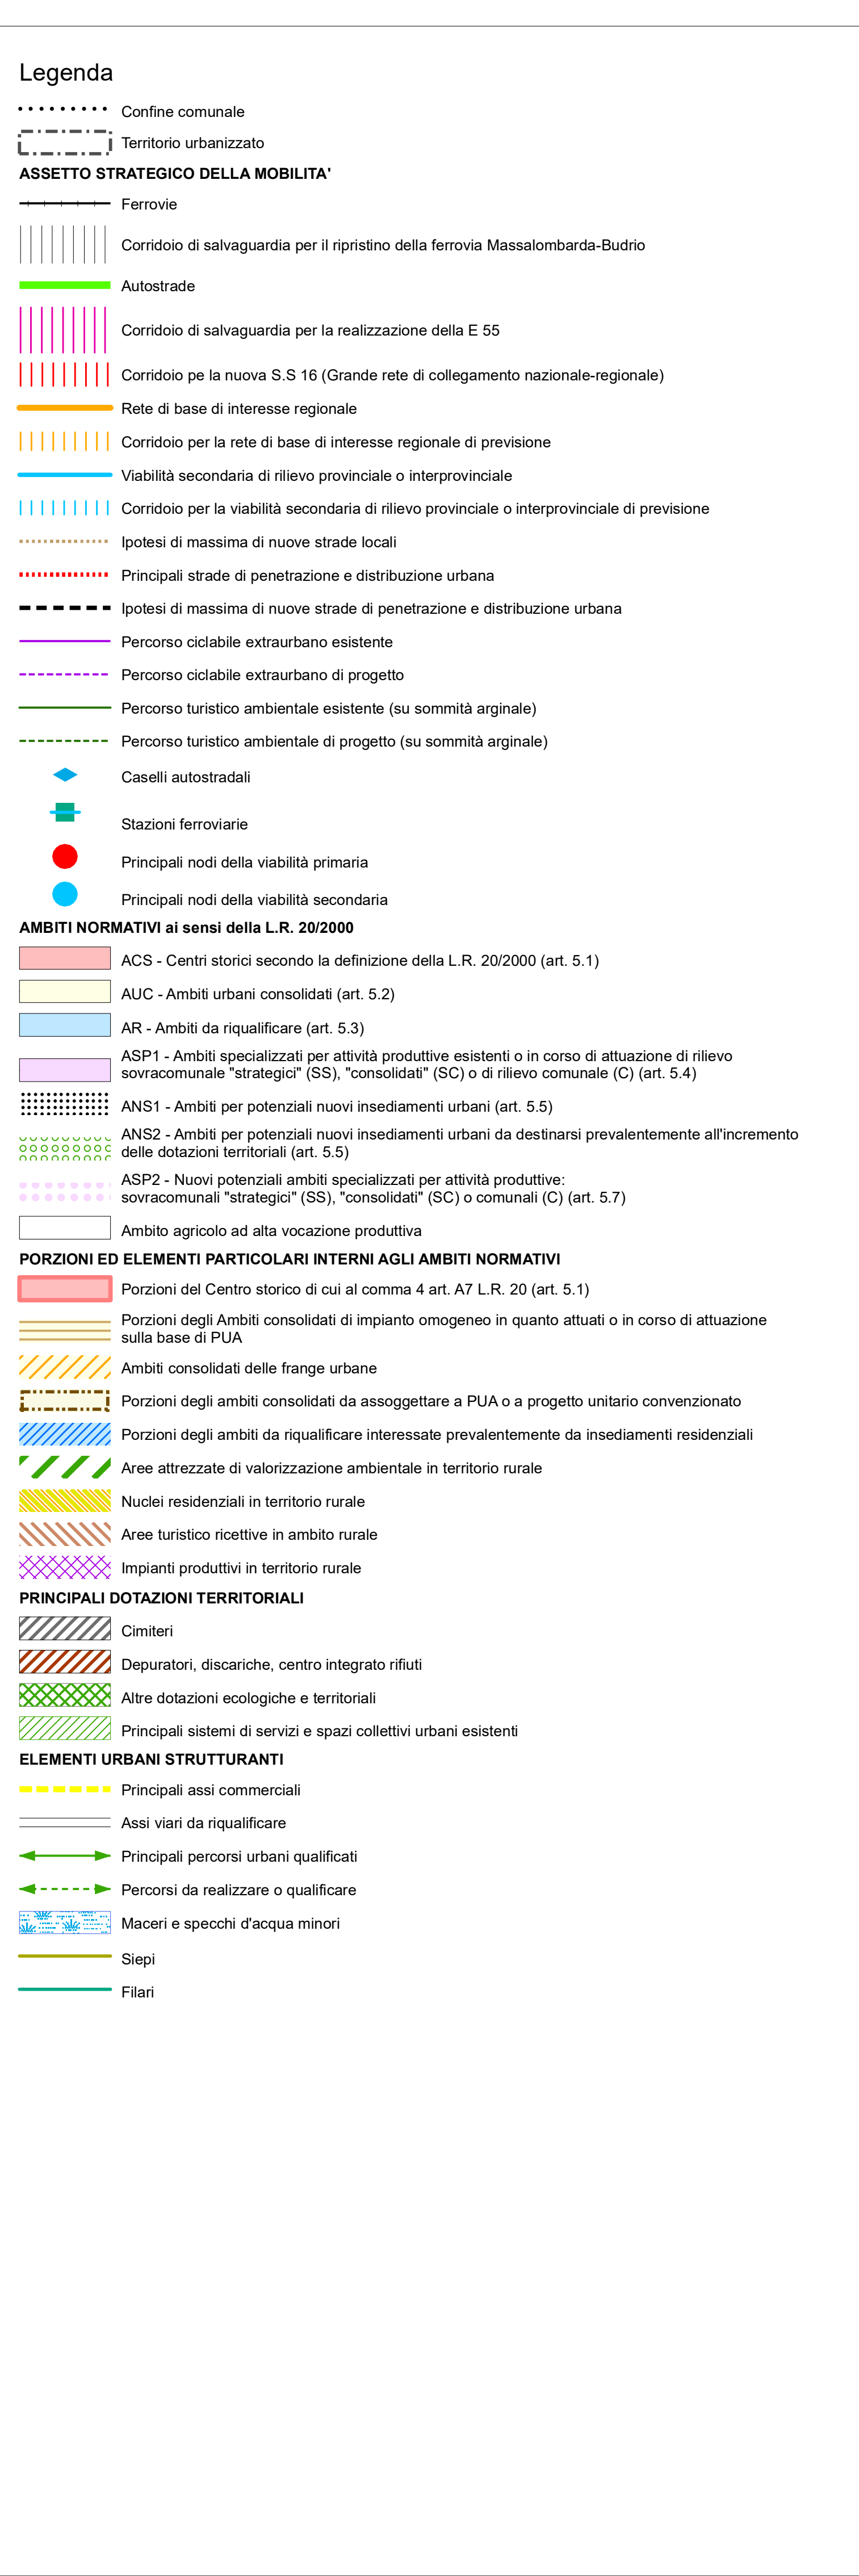 Legenda
Confine comunale
Territorio urbanizzato
ASSETTO STRATEGICO DELLA MOBILITA'
Ferrovie
Corridoio di salvaguardia per il ripristino della ferrovia Massalombarda-Budrio
Autostrade
Corridoio di salvaguardia per la realizzazione della E 55
Corridoio pe la nuova S.S 16 (Grande rete di collegamento nazionale-regionale)
Rete di base di interesse regionale
Corridoio per la rete di base di interesse regionale di previsione
Viabilità secondaria di rilievo provinciale o interprovinciale
Corridoio per la viabilità secondaria di rilievo provinciale o interprovinciale di previsione
Ipotesi di massima di nuove strade locali
Principali strade di penetrazione e distribuzione urbana
Ipotesi di massima di nuove strade di penetrazione e distribuzione urbana
Percorso ciclabile extraurbano esistente
Percorso ciclabile extraurbano di progetto
Percorso turistico ambientale esistente (su sommità arginale)
Percorso turistico ambientale di progetto (su sommità arginale)
Caselli autostradali
Stazioni ferroviarie
Principali nodi della viabilità primaria
Principali nodi della viabilità secondaria
AMBITI NORMATIVI ai sensi della L.R. 20/2000
ACS - Centri storici secondo la definizione della L.R. 20/2000 (art. 5.1)
AUC - Ambiti urbani consolidati (art. 5.2)
AR - Ambiti da riqualificare (art. 5.3)
ASP1 - Ambiti specializzati per attività produttive esistenti o in corso di attuazione di rilievo
sovracomunale "strategici" (SS), "consolidati" (SC) o di rilievo comunale (C) (art. 5.4)
ANS1 - Ambiti per potenziali nuovi insediamenti urbani (art. 5.5)
ANS2 - Ambiti per potenziali nuovi insediamenti urbani da destinarsi prevalentemente all'incremento
delle dotazioni territoriali (art. 5.5)
ASP2 - Nuovi potenziali ambiti specializzati per attività produttive:
sovracomunali "strategici" (SS), "consolidati" (SC) o comunali (C) (art. 5.7)
Ambito agricolo ad alta vocazione produttiva
PORZIONI ED ELEMENTI PARTICOLARI INTERNI AGLI AMBITI NORMATIVI
Porzioni del Centro storico di cui al comma 4 art. A7 L.R. 20 (art. 5.1)
Porzioni degli Ambiti consolidati di impianto omogeneo in quanto attuati o in corso di attuazione
sulla base di PUA
Ambiti consolidati delle frange urbane
Porzioni degli ambiti consolidati da assoggettare a PUA o a progetto unitario convenzionato
Porzioni degli ambiti da riqualificare interessate prevalentemente da insediamenti residenziali
Aree attrezzate di valorizzazione ambientale in territorio rurale
Nuclei residenziali in territorio rurale
Aree turistico ricettive in ambito rurale
Impianti produttivi in territorio rurale
PRINCIPALI DOTAZIONI TERRITORIALI
Cimiteri
Depuratori, discariche, centro integrato rifiuti
Altre dotazioni ecologiche e territoriali
Principali sistemi di servizi e spazi collettivi urbani esistenti
ELEMENTI URBANI STRUTTURANTI
Principali assi commerciali
Assi viari da riqualificare
Principali percorsi urbani qualificati
Percorsi da realizzare o qualificare
Maceri e specchi d'acqua minori
Siepi
Filari